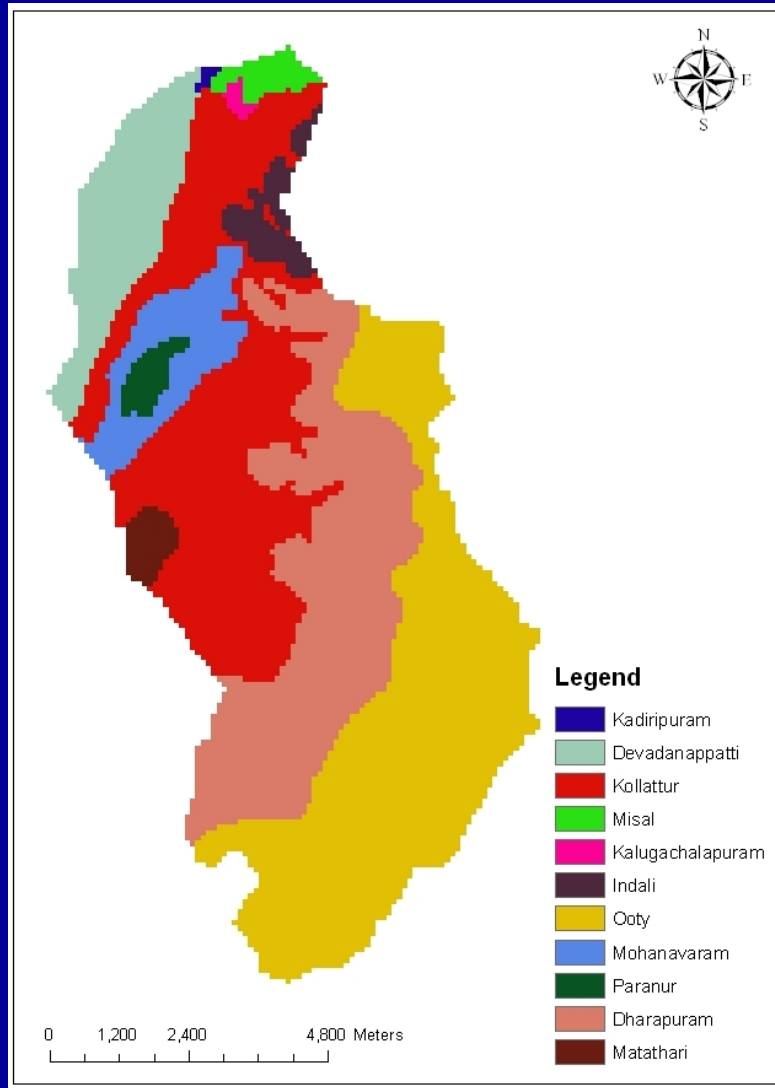 N
W E
S
Legend
Kadiripuram
Devadanappatti
Kollattur
Misal
Kalugachalapuram
Indali
Ooty
Mohanavaram
Paranur
Dharapuram
Matathari
0 1,200 2,400 4,800 Meters